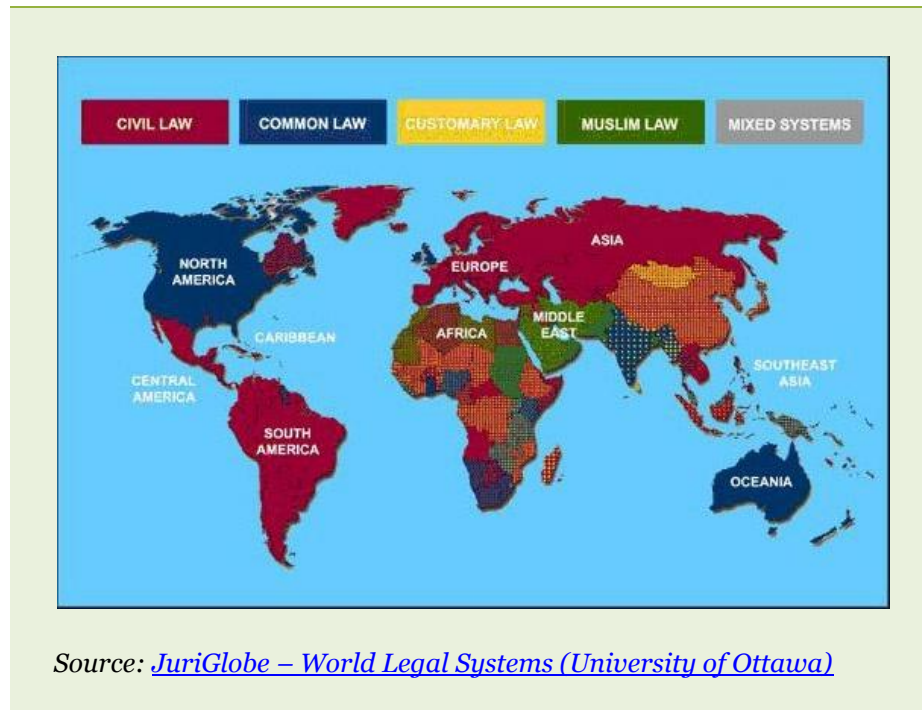 CIVIL LAW
COMMON LAW
CUSTOMARY LAW
MUSLIM LAW
MIXED SYSTEMS
NORTH
AMERICA
CARIBBEAN
CENTRAL
AMERICA
SOUTH
AMERICA
EUROPE
ASIA
AFRICA
MIDDLE
EAST
SOUTHEAST
ASIA
OCEANIA
Source: JuriGlobe – World Legal Systems (University of Ottawa)